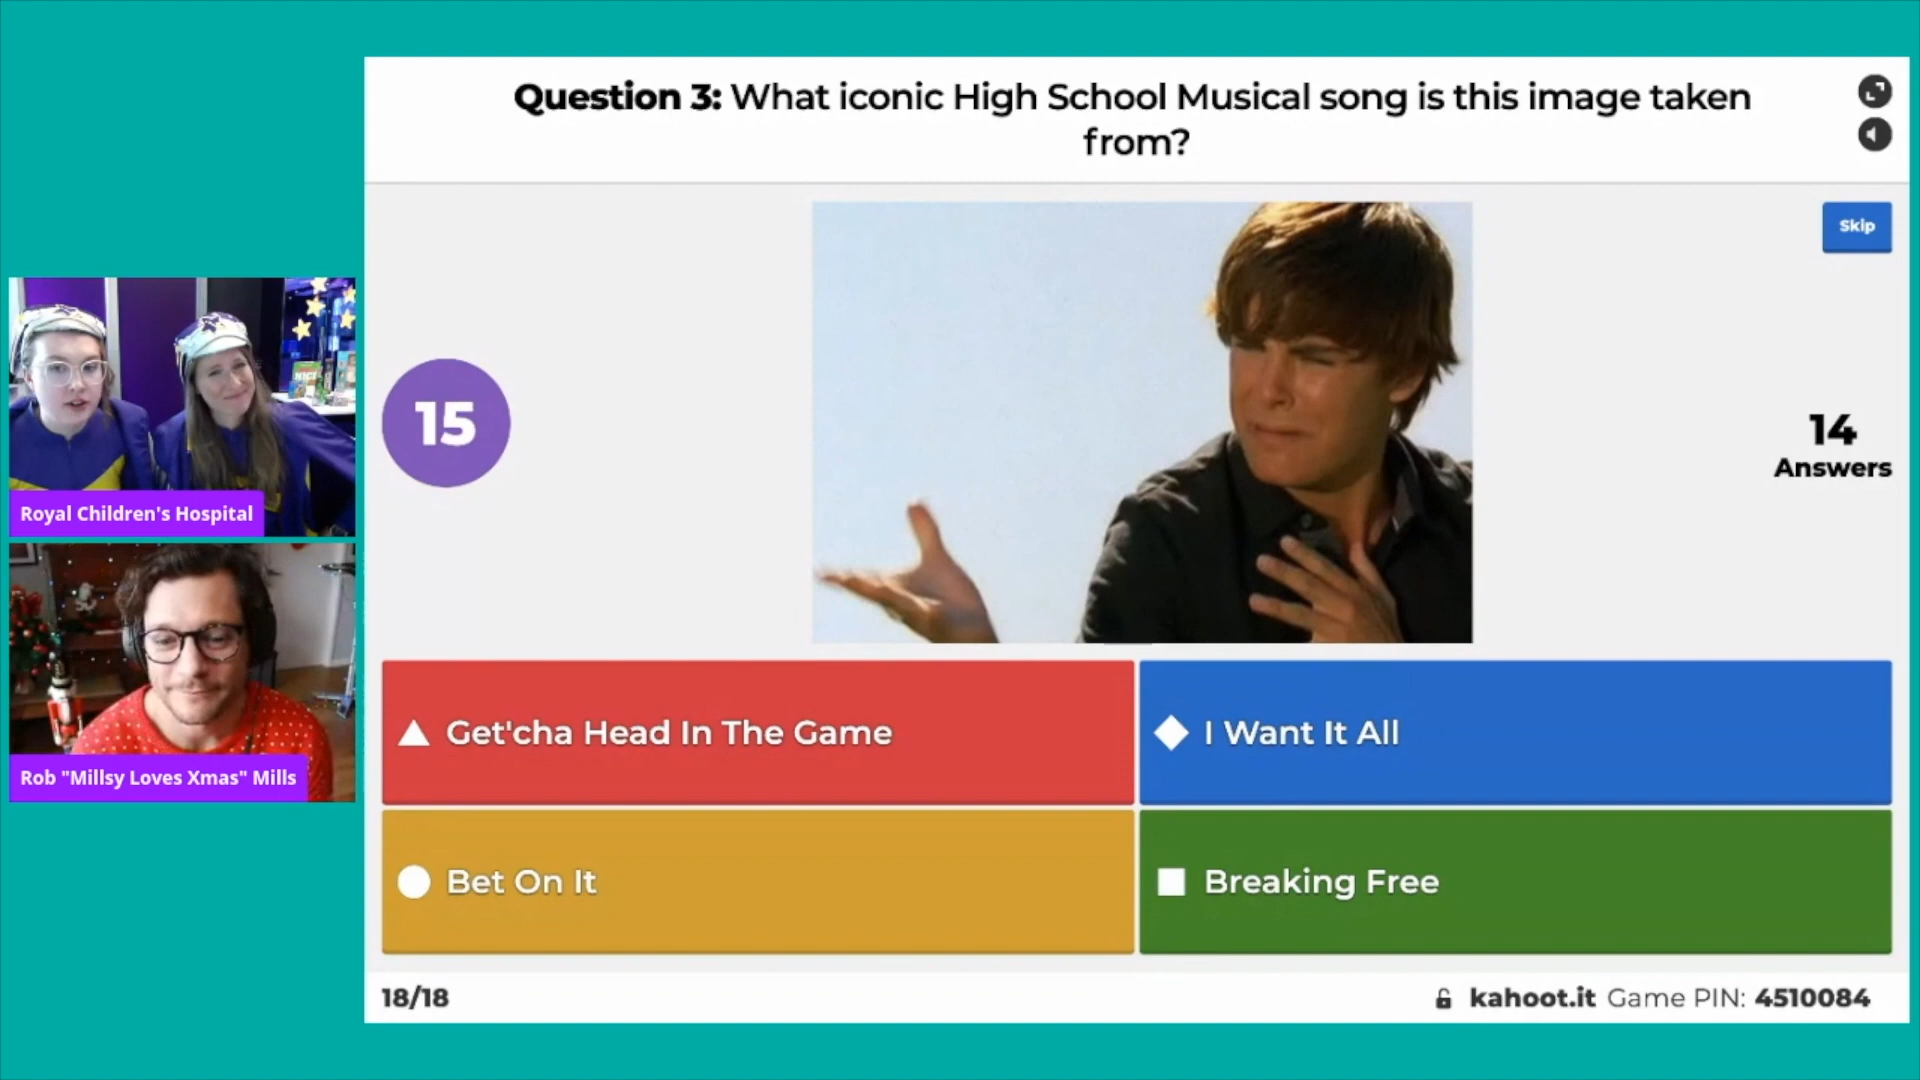 Question 3: What iconic High School Musical song is this image taken
from?
Skip
15
14
Answers
Royal Children's Hospital
Rob "Millsy Loves Xmas" Mills
Get'cha Head In The Game
I Want It All
Bet On It
Breaking Free
18/18
kahoot.it Game PIN: 4510084